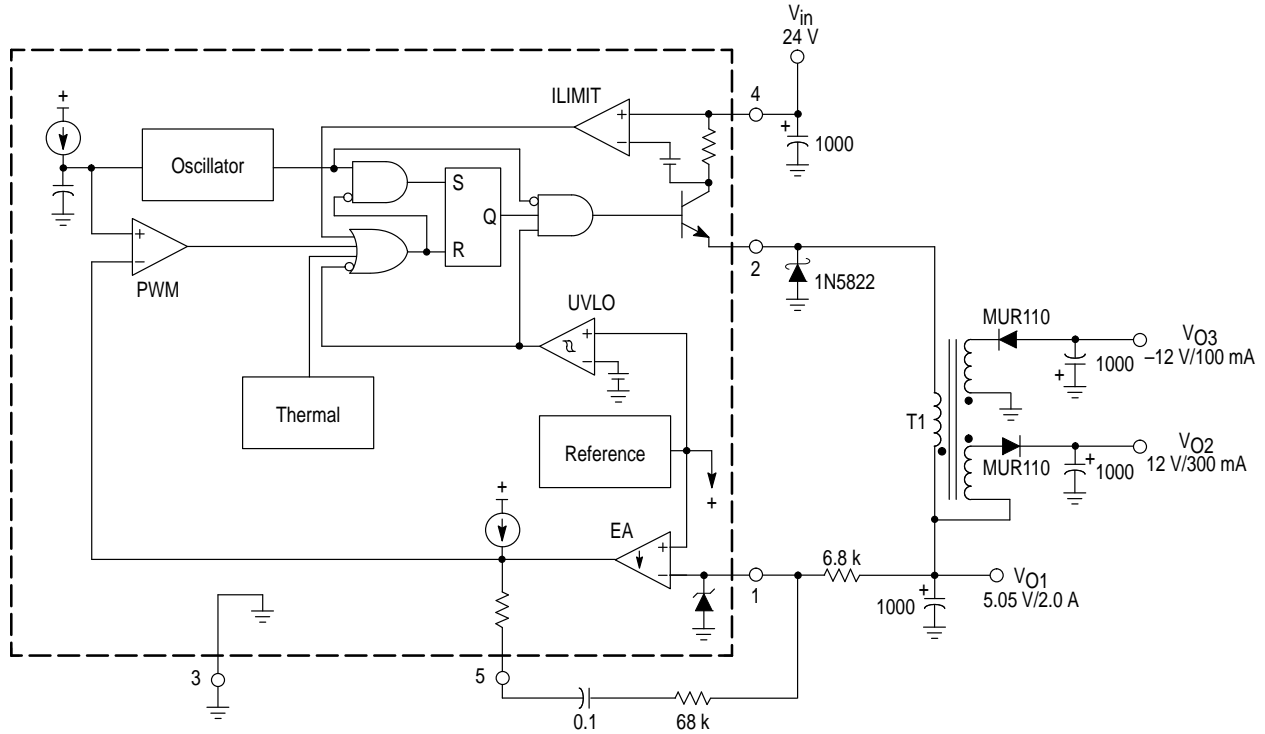 Vin
24 V
+
ILIMIT
4
+
–
+
1000
Oscillator
S
Q
R
+
–
PWM
2
1N5822
UVLO
+
–
MUR110
VO3
–12 V/100 mA
1000
+
Thermal
T1
Reference
+
MUR110
+
1000
VO2
12 V/300 mA
+
EA
+
–
1
6.8 k
+
1000
VO1
5.05 V/2.0 A
3
5
0.1
68 k